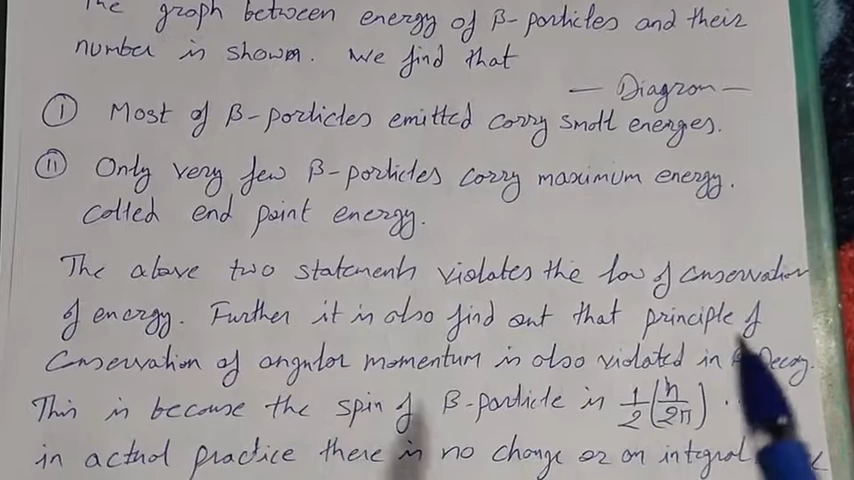 The graph between energy of β-particles and their
number is shown. We find that
— Diagram —
(I) Most of β-particles emitted carry small energes.
(II) Only very few β-particles carry maximum energy.
called end point energy.
The above two statements violates the law of conservation
of energy. Further it is also find out that principle of
Conservation of angular momentum is also violated in Decay.
This is because the spin of β-particle is 1/2 (h/2π) ..
in actual practice there is no change or an integral